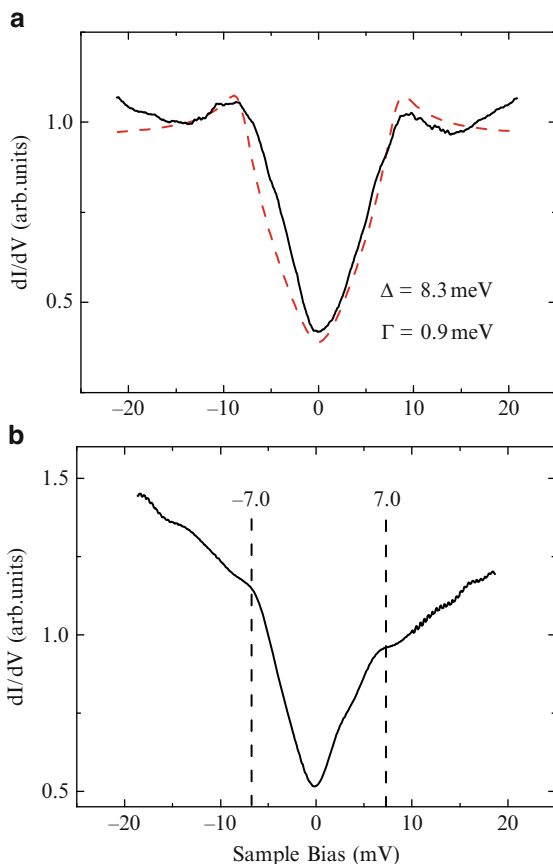 a
dI/dV (arb.units)
1.0
0.5
Δ = 8.3 meV
Γ = 0.9 meV
−20 −10 0 10 20
b
dI/dV (arb.units)
1.5
−7.0 7.0
1.0
0.5
−20 −10 0 10 20
Sample Bias (mV)